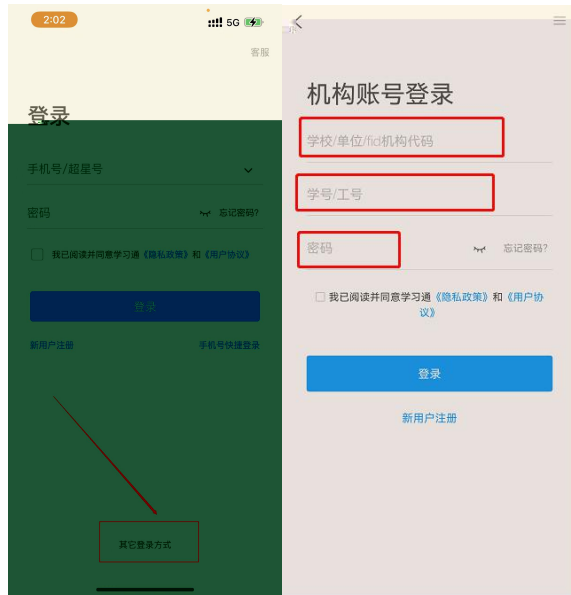 2:02
5G
客服
登录
手机号/超星号
密码
忘记密码?
我已阅读并同意学习通《隐私政策》和《用户协议》
登录
新用户注册
手机号快捷登录
其它登录方式
机构账号登录
学校/单位/fid机构代码
学号/工号
密码
忘记密码?
我已阅读并同意学习通《隐私政策》和《用户协
议》
登录
新用户注册